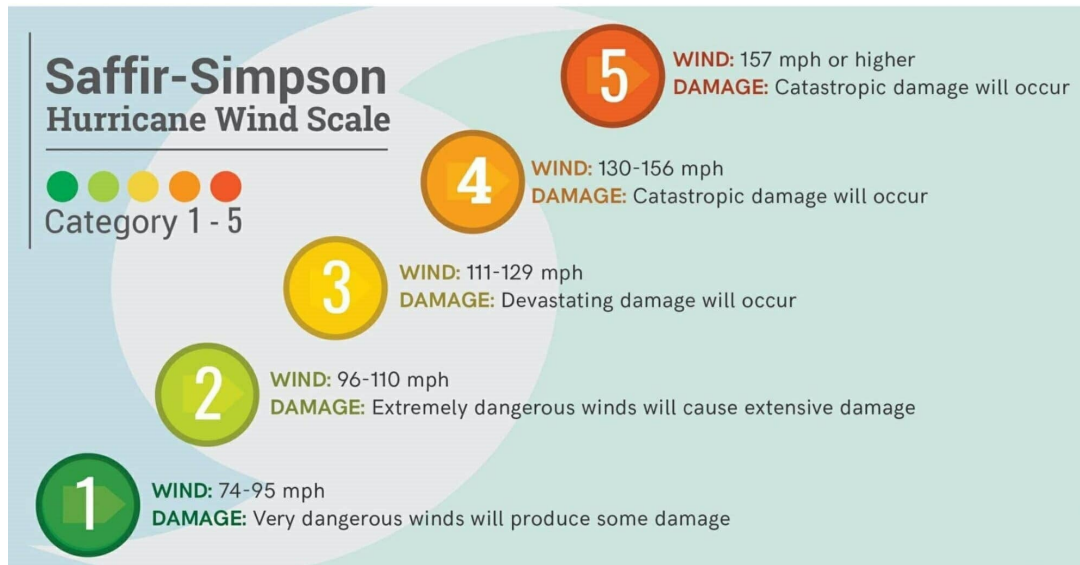 Saffir-Simpson
Hurricane Wind Scale
Category 1 - 5
5
WIND: 157 mph or higher
DAMAGE: Catastropic damage will occur
4
WIND: 130-156 mph
DAMAGE: Catastropic damage will occur
3
WIND: 111-129 mph
DAMAGE: Devastating damage will occur
2
WIND: 96-110 mph
DAMAGE: Extremely dangerous winds will cause extensive damage
1
WIND: 74-95 mph
DAMAGE: Very dangerous winds will produce some damage